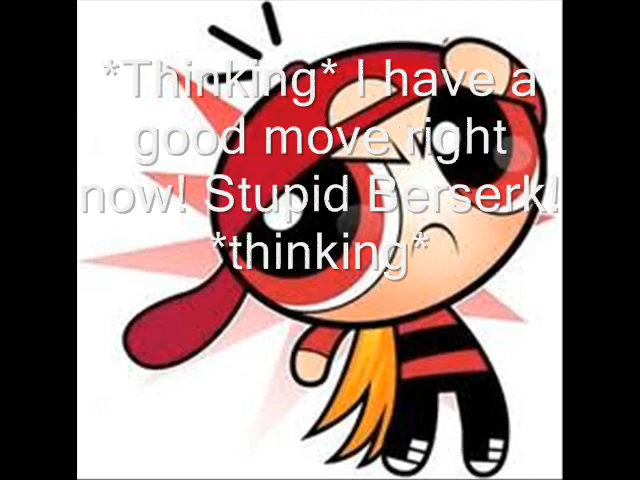 *Thinking* I have a
good move right
now! Stupid Berserk!
*thinking*